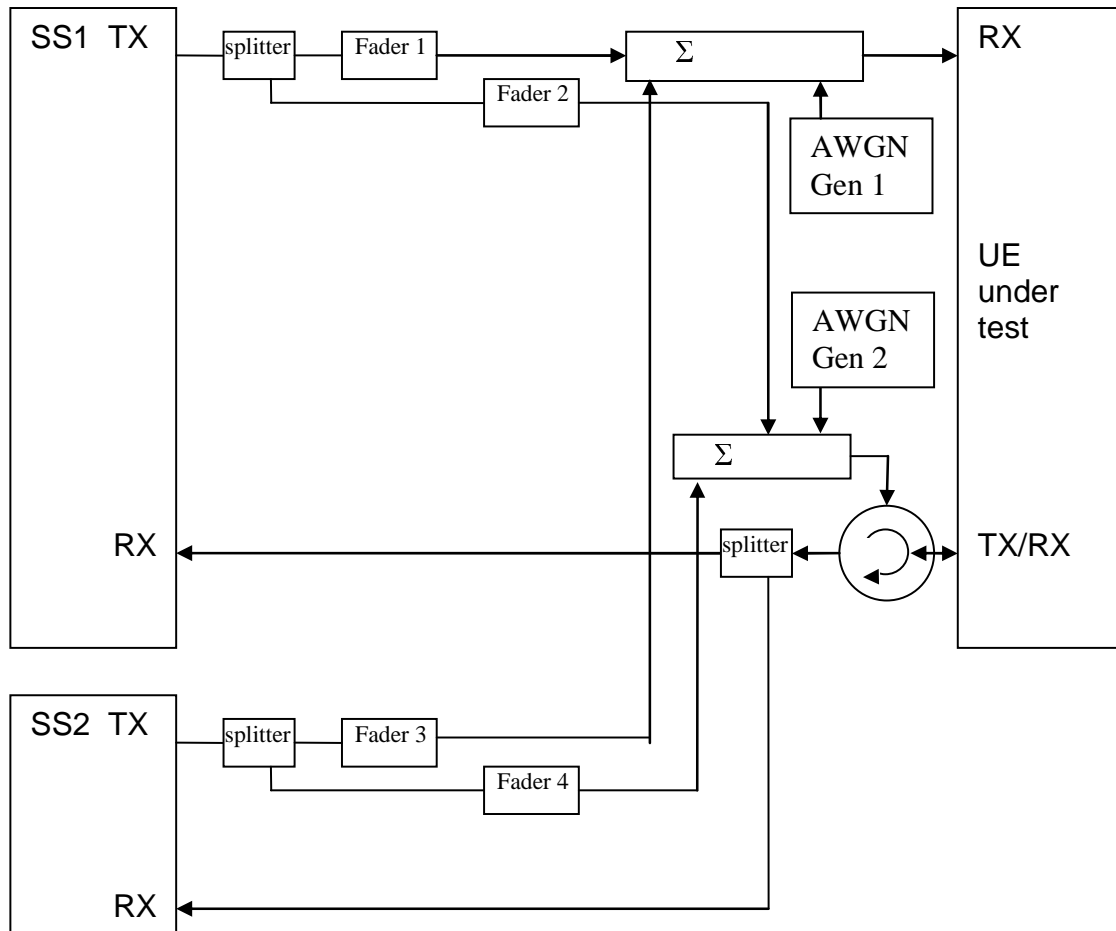 SS1 TX
splitter
Fader 1
Σ
RX
Fader 2
AWGN
Gen 1
UE
under
test
AWGN
Gen 2
Σ
RX
splitter
TX/RX
SS2 TX
splitter
Fader 3
Fader 4
RX